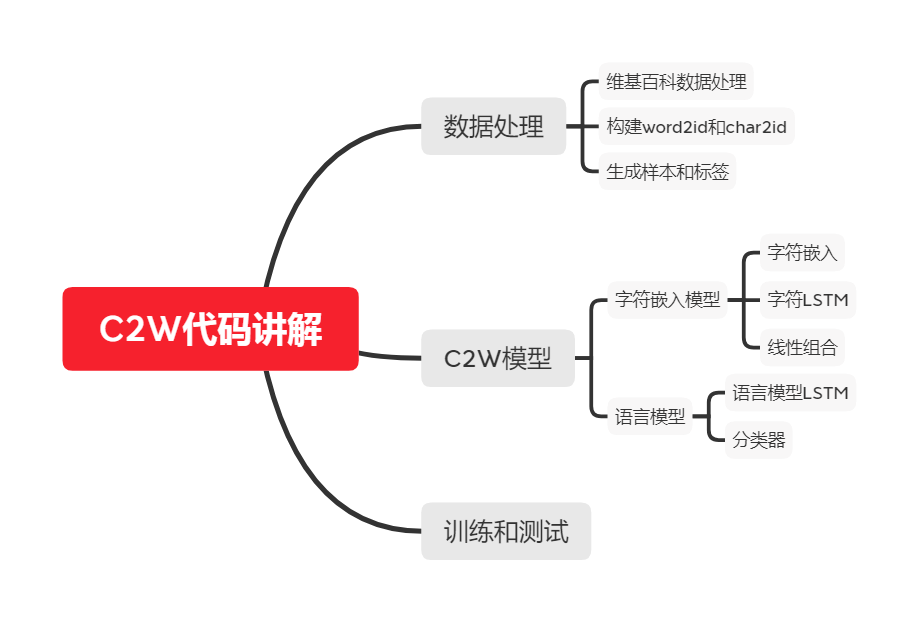 C2W代码讲解
数据处理
维基百科数据处理
构建word2id和char2id
生成样本和标签
C2W模型
字符嵌入模型
字符嵌入
字符LSTM
线性组合
语言模型
语言模型LSTM
分类器
训练和测试